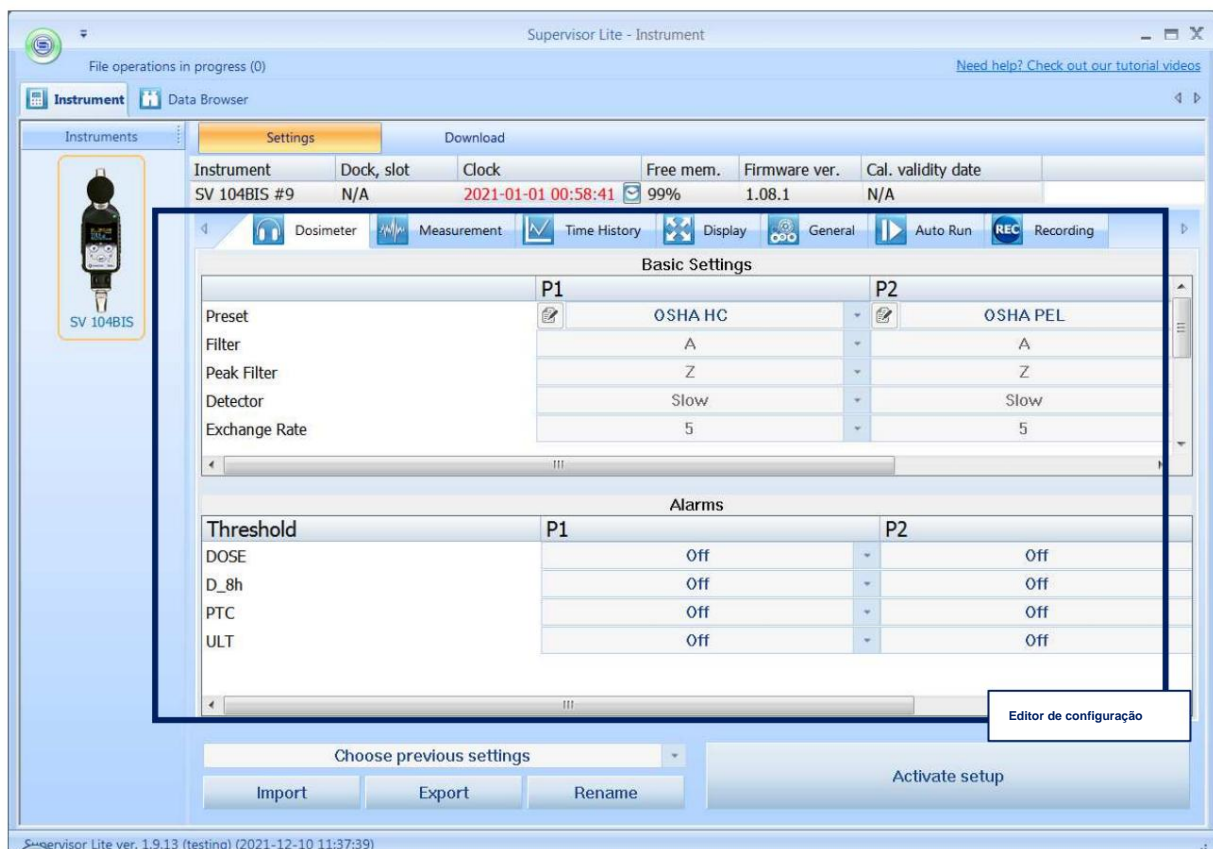 Supervisor Lite - Instrument
File operations in progress (0)
Need help? Check out our tutorial videos
Instrument
Data Browser
Instruments
Settings
Download
Instrument Dock, slot Clock Free mem. Firmware ver. Cal. validity date
SV 104BIS #9 N/A 2021-01-01 00:58:41 99% 1.08.1 N/A
SV 104BIS
Dosimeter Measurement Time History Display General Auto Run REC Recording
Basic Settings
P1 P2
Preset OSHA HC OSHA PEL
Filter A A
Peak Filter Z Z
Detector Slow Slow
Exchange Rate 5 5
Alarms
Threshold P1 P2
DOSE Off Off
D_8h Off Off
PTC Off Off
ULT Off Off
Editor de configuração
Choose previous settings
Import Export Rename
Activate setup
Supervisor Lite ver. 1.9.13 (testing) (2021-12-10 11:37:39)